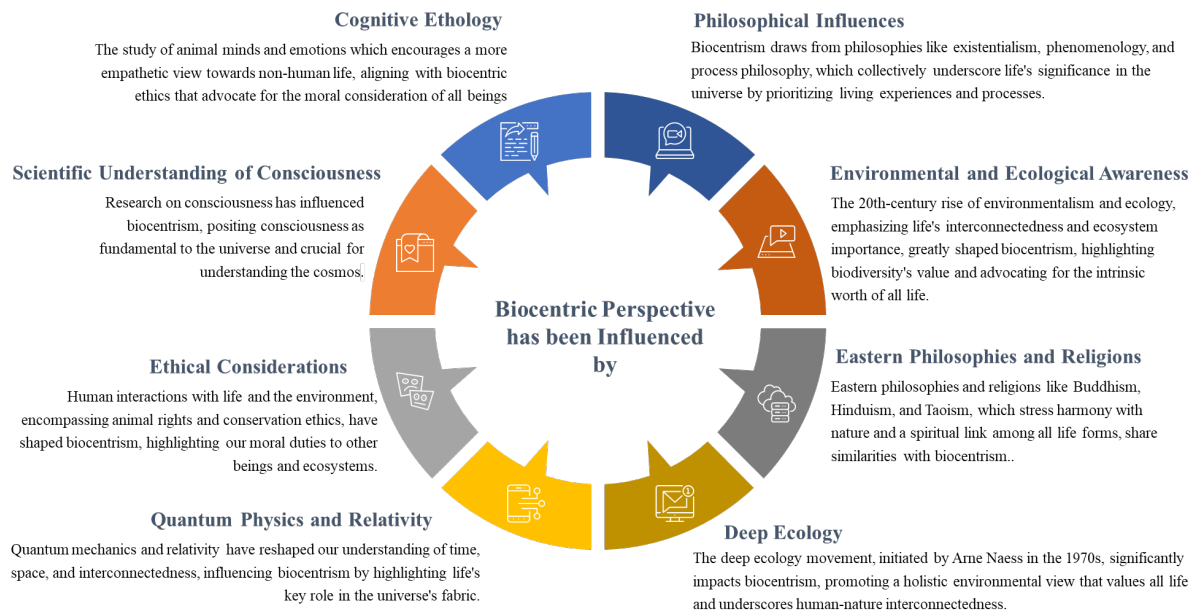 Cognitive Ethology
The study of animal minds and emotions which encourages a more
empathetic view towards non-human life, aligning with biocentric
ethics that advocate for the moral consideration of all beings
Philosophical Influences
Biocentrism draws from philosophies like existentialism, phenomenology, and
process philosophy, which collectively underscore life's significance in the
universe by prioritizing living experiences and processes.
Scientific Understanding of Consciousness
Research on consciousness has influenced
biocentrism, positing consciousness as
fundamental to the universe and crucial for
understanding the cosmos.
Environmental and Ecological Awareness
The 20th-century rise of environmentalism and ecology,
emphasizing life's interconnectedness and ecosystem
importance, greatly shaped biocentrism, highlighting
biodiversity's value and advocating for the intrinsic
worth of all life.
Biocentric Perspective
has been Influenced
by
Ethical Considerations
Human interactions with life and the environment,
encompassing animal rights and conservation ethics, have
shaped biocentrism, highlighting our moral duties to other
beings and ecosystems.
Eastern Philosophies and Religions
Eastern philosophies and religions like Buddhism,
Hinduism, and Taoism, which stress harmony with
nature and a spiritual link among all life forms, share
similarities with biocentrism..
Quantum Physics and Relativity
Quantum mechanics and relativity have reshaped our understanding of time,
space, and interconnectedness, influencing biocentrism by highlighting life's
key role in the universe's fabric.
1
Deep Ecology
The deep ecology movement, initiated by Arne Naess in the 1970s, significantly
impacts biocentrism, promoting a holistic environmental view that values all life
and underscores human-nature interconnectedness.